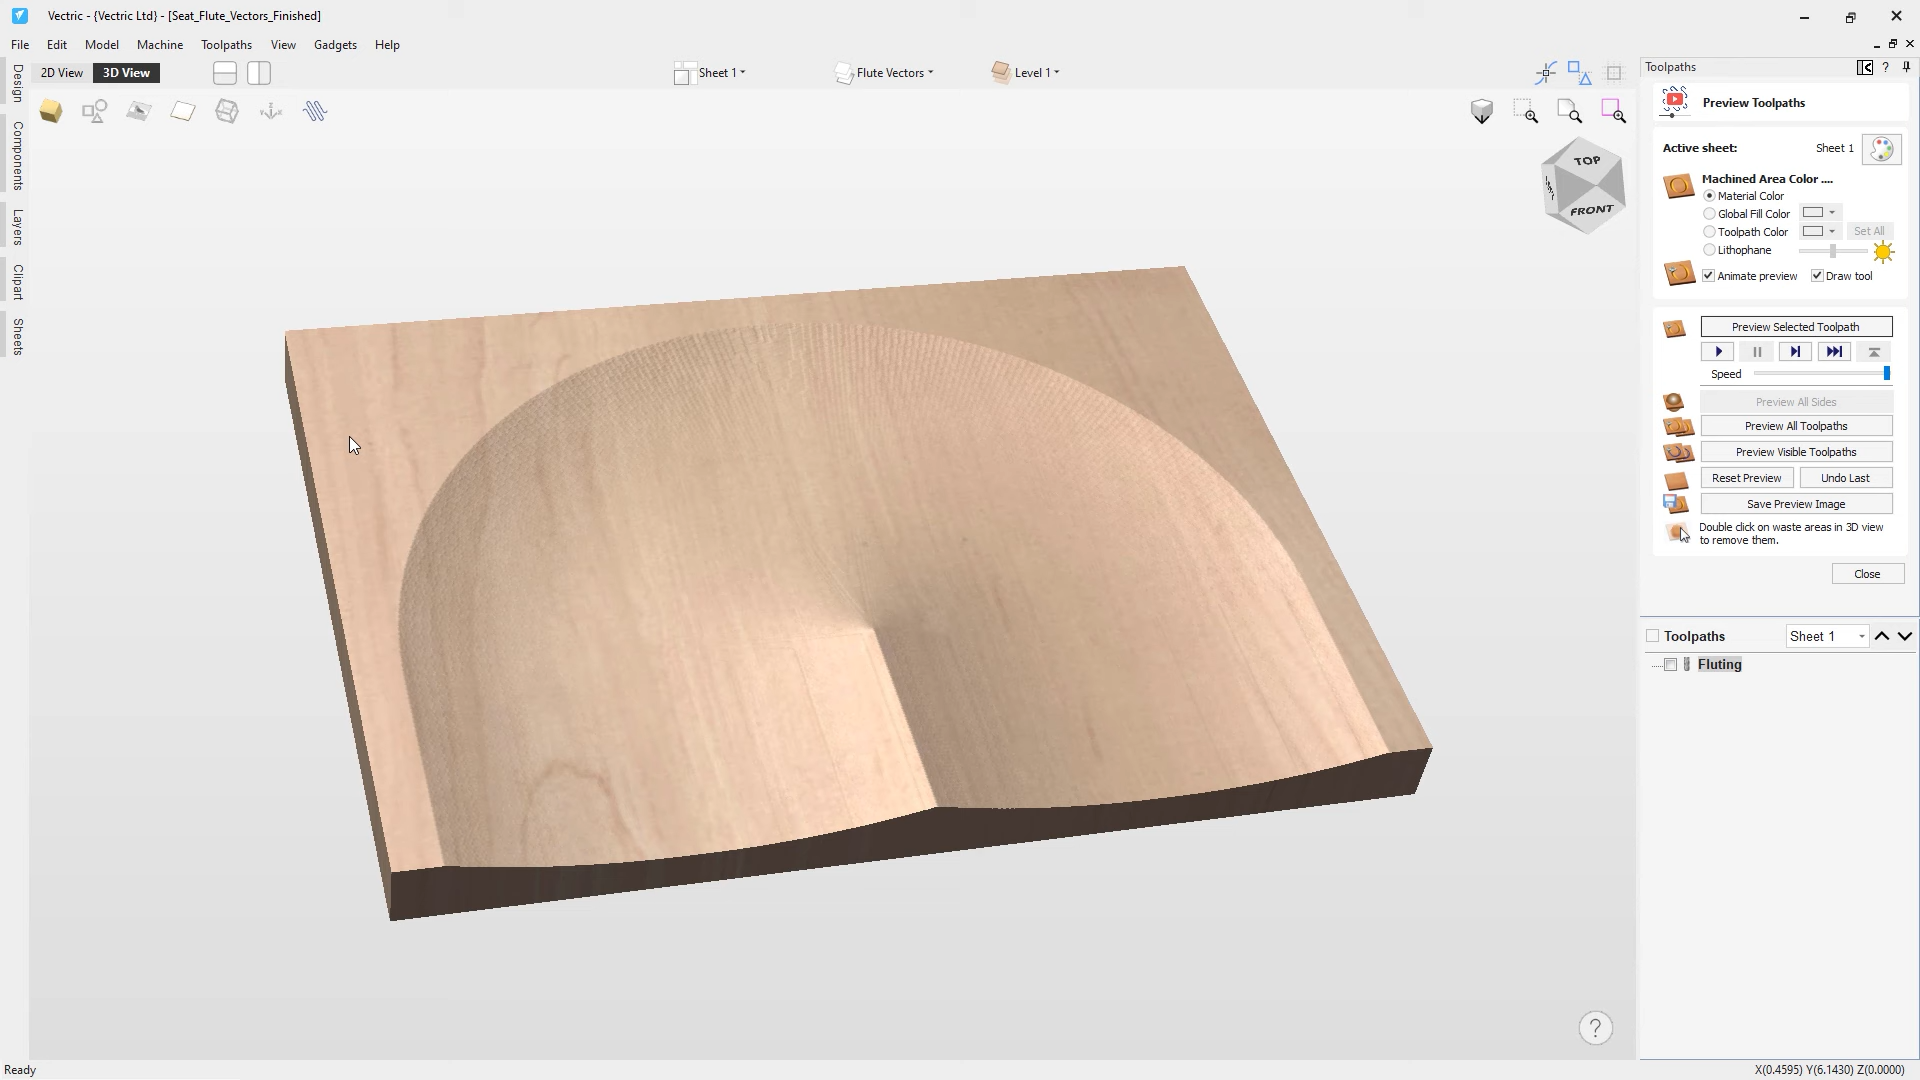 Vectric - {Vectric Ltd} - [Seat_Flute_Vectors_Finished]
File Edit Model Machine Toolpaths View Gadgets Help
2D View 3D View Sheet 1 Flute Vectors Level 1
Toolpaths
Design
Components
Layers
Clipart
Sheets
TOP
FRONT
Preview Toolpaths
Active sheet: Sheet 1
Machined Area Color ....
Material Color
Global Fill Color
Toolpath Color Set All
Lithophane
Animate preview Draw tool
Preview Selected Toolpath
Speed
Preview All Sides
Preview All Toolpaths
Preview Visible Toolpaths
Reset Preview Undo Last
Save Preview Image
Double click on waste areas in 3D view
to remove them.
Close
Toolpaths Sheet 1
Fluting
Ready
X(0.4595) Y(6.1430) Z(0.0000)